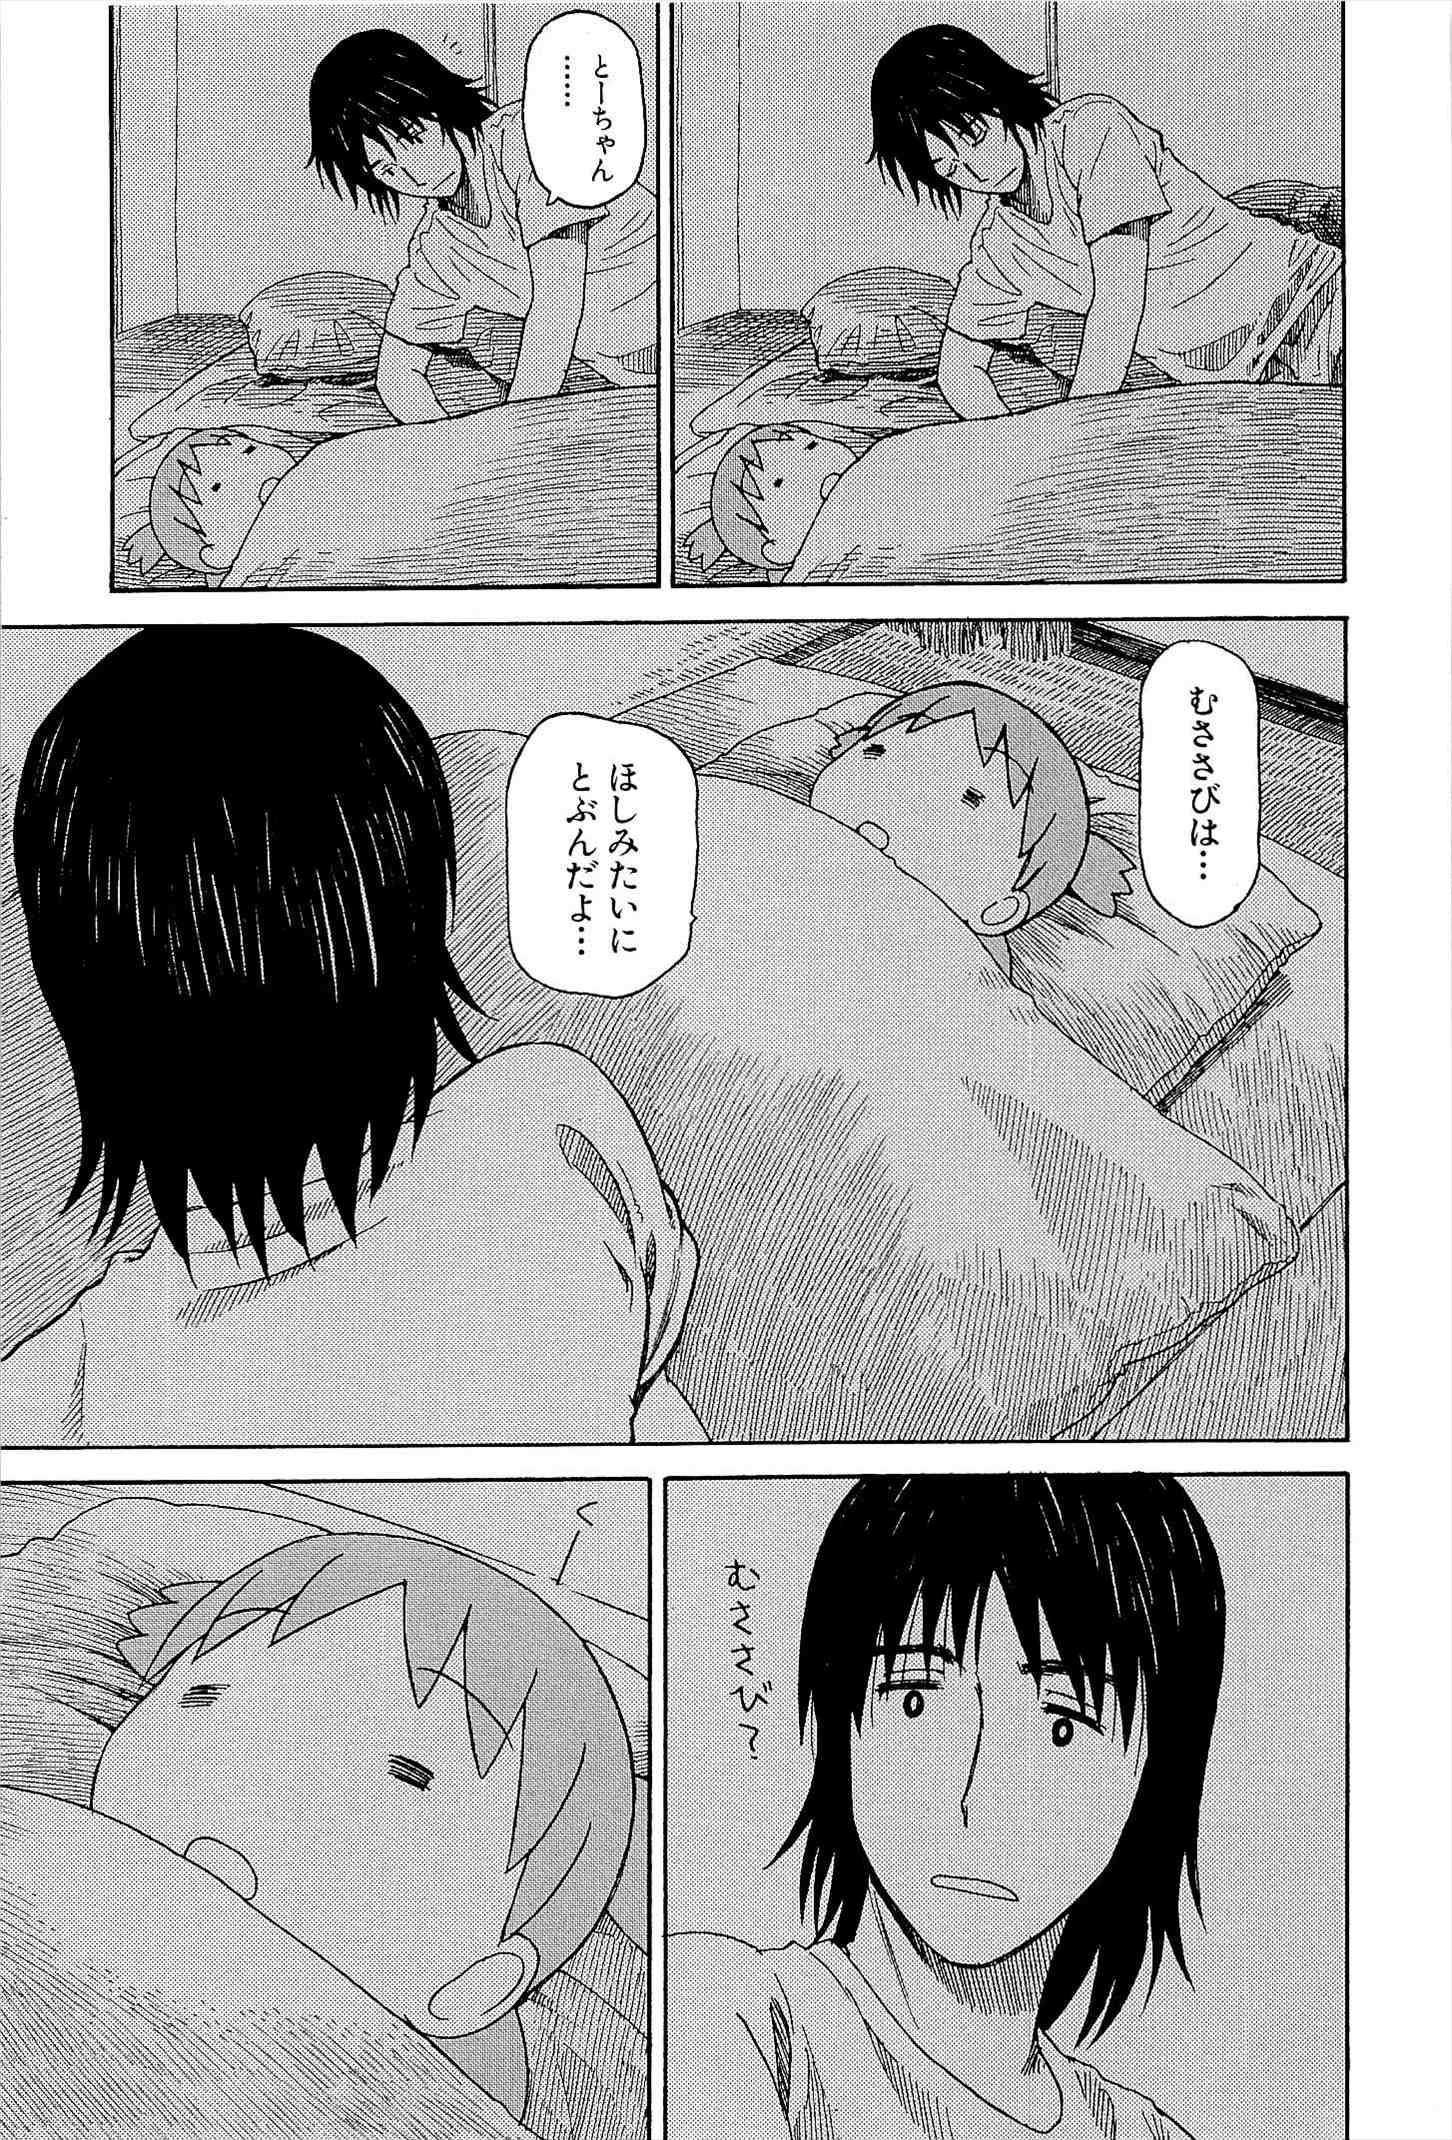 とーちゃん
……
むささびは…
ほしみたいに
とぶんだよ…
むささび？
く